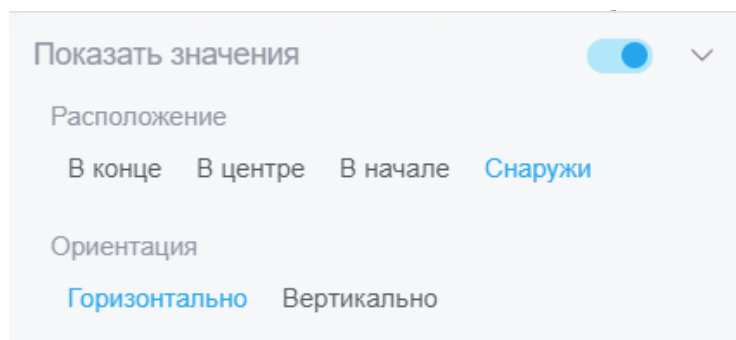 Показать значения
Расположение
В конце В центре В начале Снаружи
Ориентация
Горизонтально Вертикально